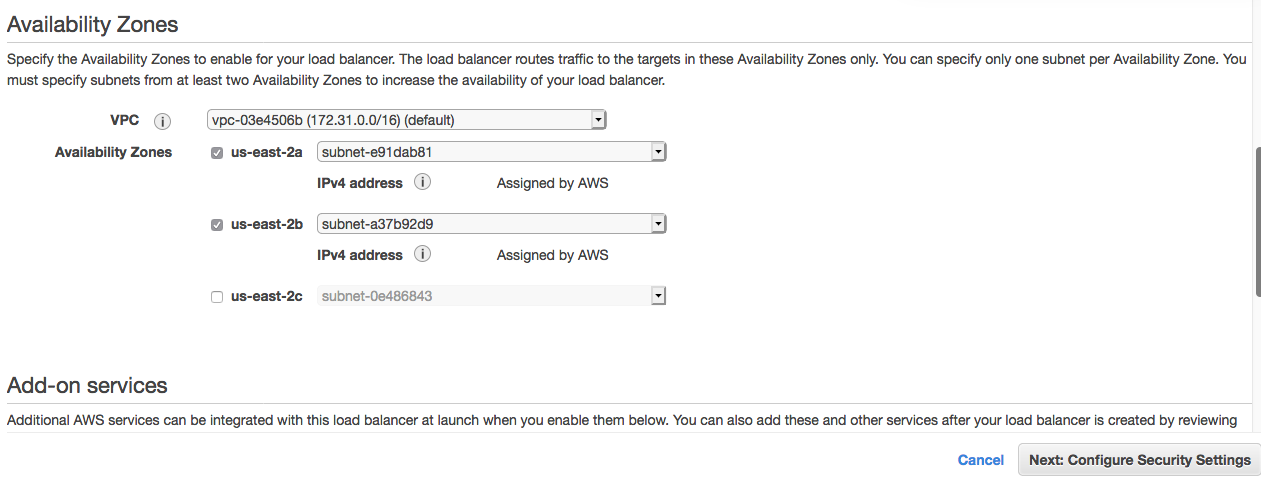 Availability Zones
Specify the Availability Zones to enable for your load balancer. The load balancer routes traffic to the targets in these Availability Zones only. You can specify only one subnet per Availability Zone. You
must specify subnets from at least two Availability Zones to increase the availability of your load balancer.
VPC i vpc-03e4506b (172.31.0.0/16) (default)
Availability Zones us-east-2a subnet-e91dab81
IPv4 address i Assigned by AWS
us-east-2b subnet-a37b92d9
IPv4 address i Assigned by AWS
us-east-2c subnet-0e486843
Add-on services
Additional AWS services can be integrated with this load balancer at launch when you enable them below. You can also add these and other services after your load balancer is created by reviewing
Cancel Next: Configure Security Settings